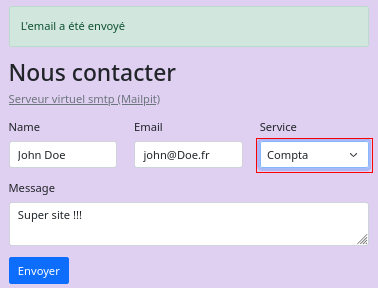 L'email a été envoyé
Nous contacter
Serveur virtuel smtp (Mailpit)
Name Email Service
John Doe john@Doe.fr Compta
Message
Super site !!!
Envoyer